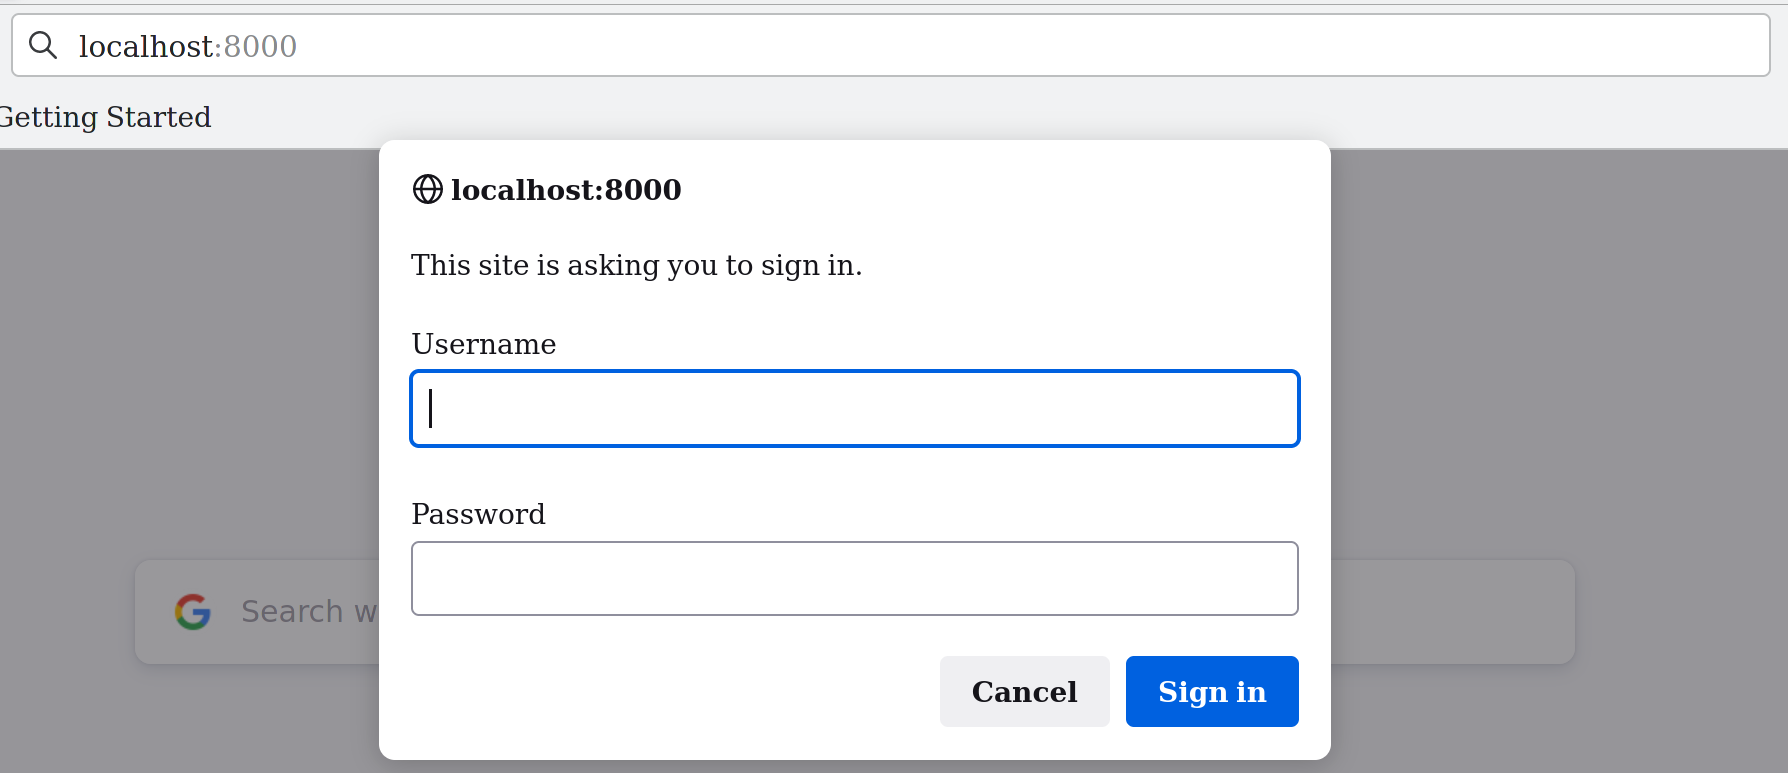 localhost:8000
Getting Started
localhost:8000
This site is asking you to sign in.
Username
Password
Search w
Cancel
Sign in